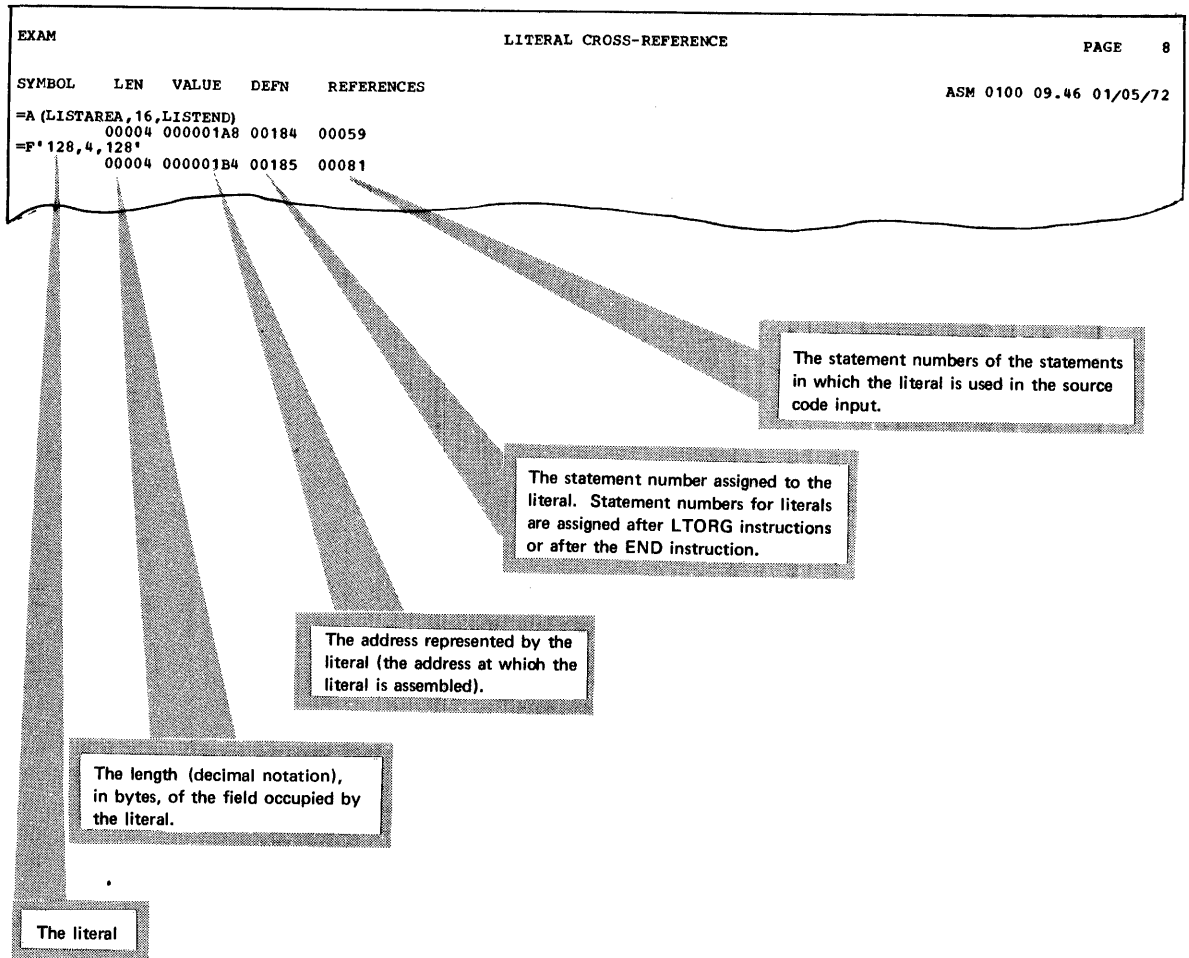 EXAM LITERAL CROSS-REFERENCE PAGE 8
SYMBOL LEN VALUE DEFN REFERENCES ASM 0100 09.46 01/05/72
=A(LISTAREA,16,LISTEND)
00004 000001A8 00184 00059
=F'128,4,128'
00004 000001B4 00185 00081
The statement numbers of the statements
in which the literal is used in the source
code input.
The statement number assigned to the
literal. Statement numbers for literals
are assigned after LTORG instructions
or after the END instruction.
The address represented by the
literal (the address at which the
literal is assembled).
The length (decimal notation),
in bytes, of the field occupied by
the literal.
The literal